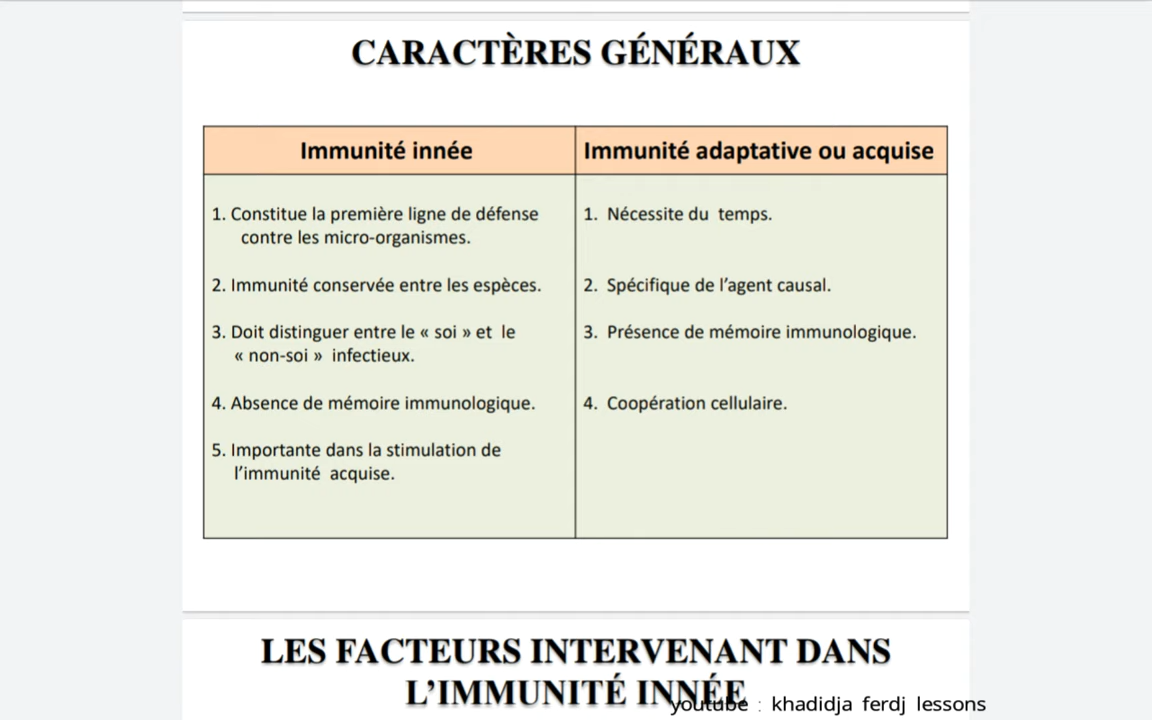 CARACTÈRES GÉNÉRAUX
Immunité innée
1. Constitue la première ligne de défense
contre les micro-organismes.
2. Immunité conservée entre les espèces.
3. Doit distinguer entre le « soi » et le
« non-soi » infectieux.
4. Absence de mémoire immunologique.
5. Importante dans la stimulation de
l'immunité acquise.
Immunité adaptative ou acquise
1. Nécessite du temps.
2. Spécifique de l'agent causal.
3. Présence de mémoire immunologique.
4. Coopération cellulaire.
LES FACTEURS INTERVENANT DANS
L'IMMUNITÉ INNÉE
youtube : khadidja ferdj lessons